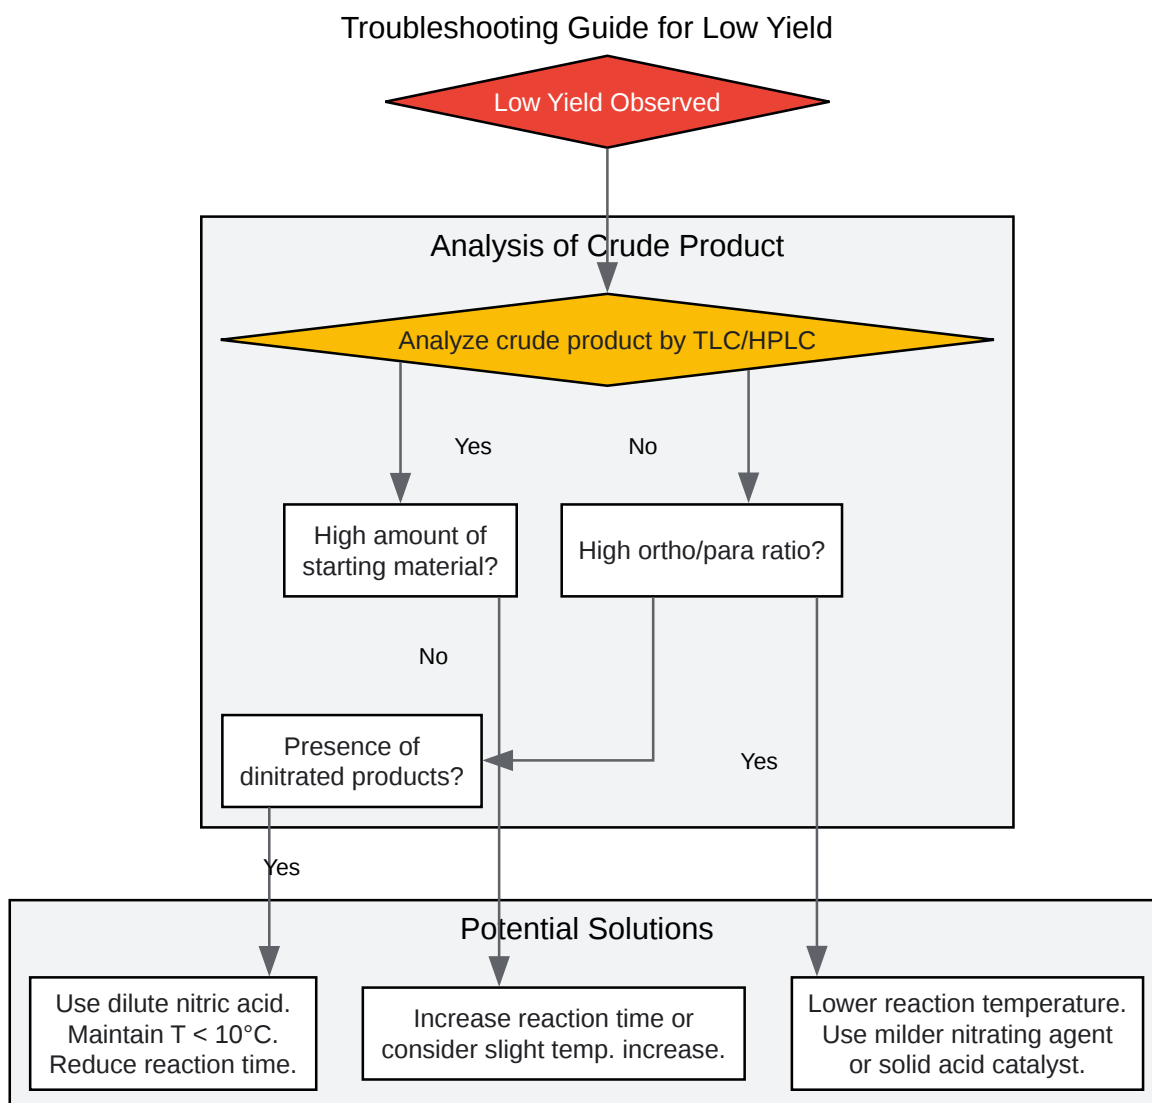 Troubleshooting Guide for Low Yield
Low Yield Observed
Analysis of Crude Product
Analyze crude product by TLC/HPLC
Yes
No
High amount of
starting material?
High ortho/para ratio?
No
Presence of
dinitrated products?
Yes
Yes
Potential Solutions
Use dilute nitric acid.
Maintain T < 10°C.
Reduce reaction time.
Increase reaction time or
consider slight temp. increase.
Lower reaction temperature.
Use milder nitrating agent
or solid acid catalyst.